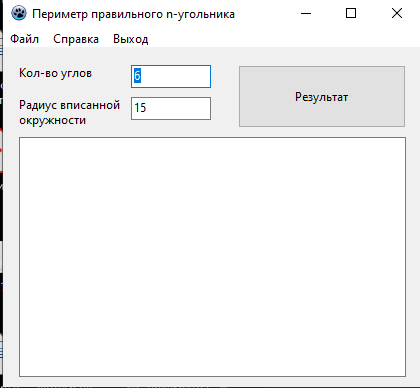 Периметр правильного n-угольника
Файл Справка Выход
Кол-во углов
6
Радиус вписанной
окружности
15
Результат